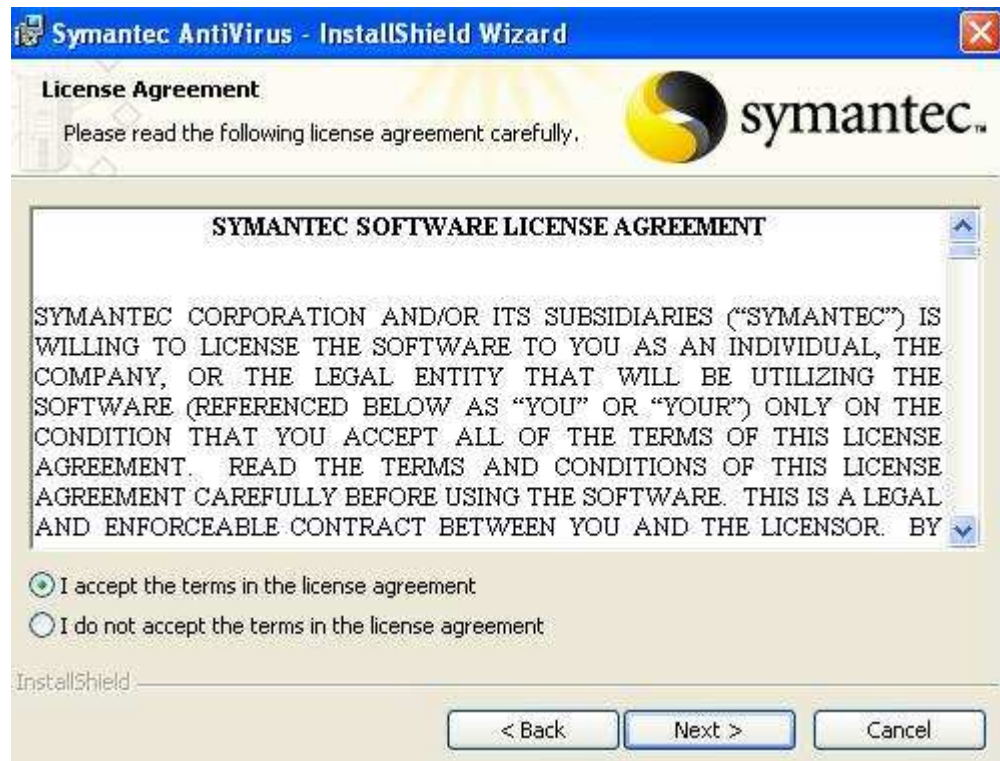 Symantec AntiVirus - InstallShield Wizard
License Agreement
Please read the following license agreement carefully.
symantec.™
SYMANTEC SOFTWARE LICENSE AGREEMENT
SYMANTEC CORPORATION AND/OR ITS SUBSIDIARIES (“SYMANTEC”) IS
WILLING TO LICENSE THE SOFTWARE TO YOU AS AN INDIVIDUAL, THE
COMPANY, OR THE LEGAL ENTITY THAT WILL BE UTILIZING THE
SOFTWARE (REFERENCED BELOW AS “YOU” OR “YOUR”) ONLY ON THE
CONDITION THAT YOU ACCEPT ALL OF THE TERMS OF THIS LICENSE
AGREEMENT. READ THE TERMS AND CONDITIONS OF THIS LICENSE
AGREEMENT CAREFULLY BEFORE USING THE SOFTWARE. THIS IS A LEGAL
AND ENFORCEABLE CONTRACT BETWEEN YOU AND THE LICENSOR. BY
I accept the terms in the license agreement
I do not accept the terms in the license agreement
InstallShield
< Back Next > Cancel